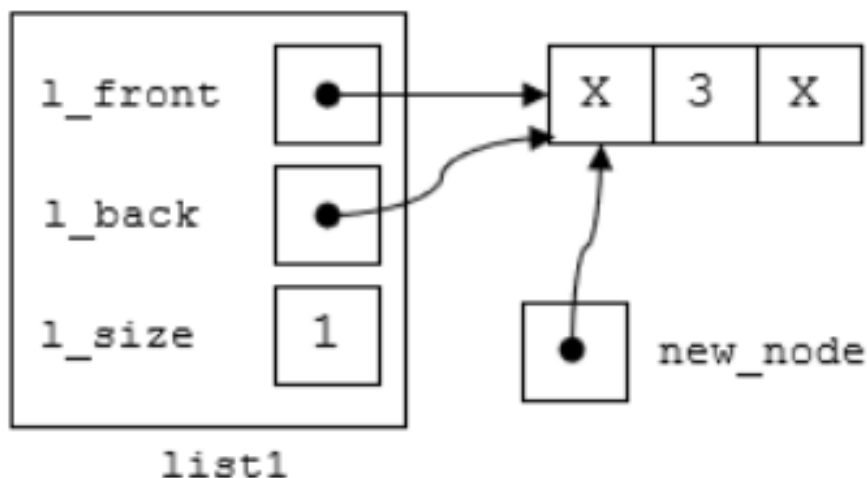 l_front
X 3 X
l_back
l_size 1
new_node
list1